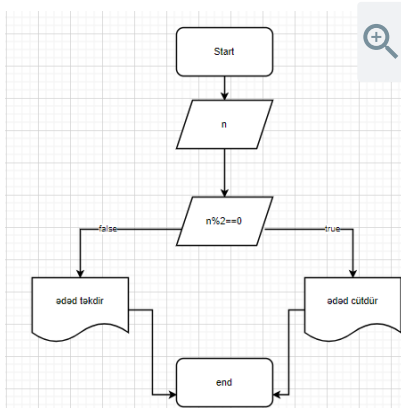 Start
n
n%2==0
false
true
ədəd təkdir
ədəd cütdür
end